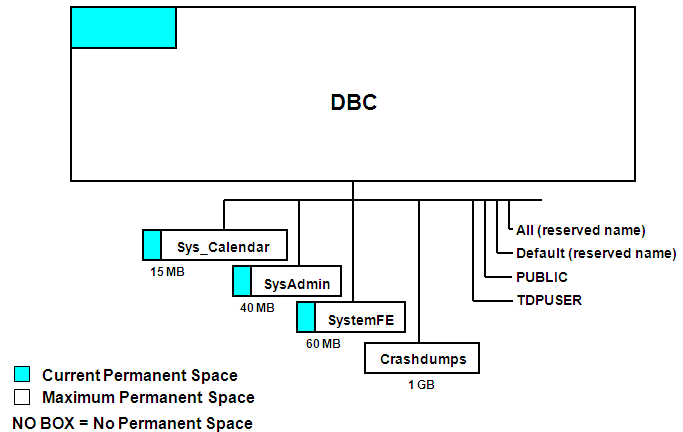 DBC
All (reserved name)
Default (reserved name)
PUBLIC
TDPUSER
Sys_Calendar
15 MB
SysAdmin
40 MB
SystemFE
60 MB
Crashdumps
1 GB
Current Permanent Space
Maximum Permanent Space
NO BOX = No Permanent Space